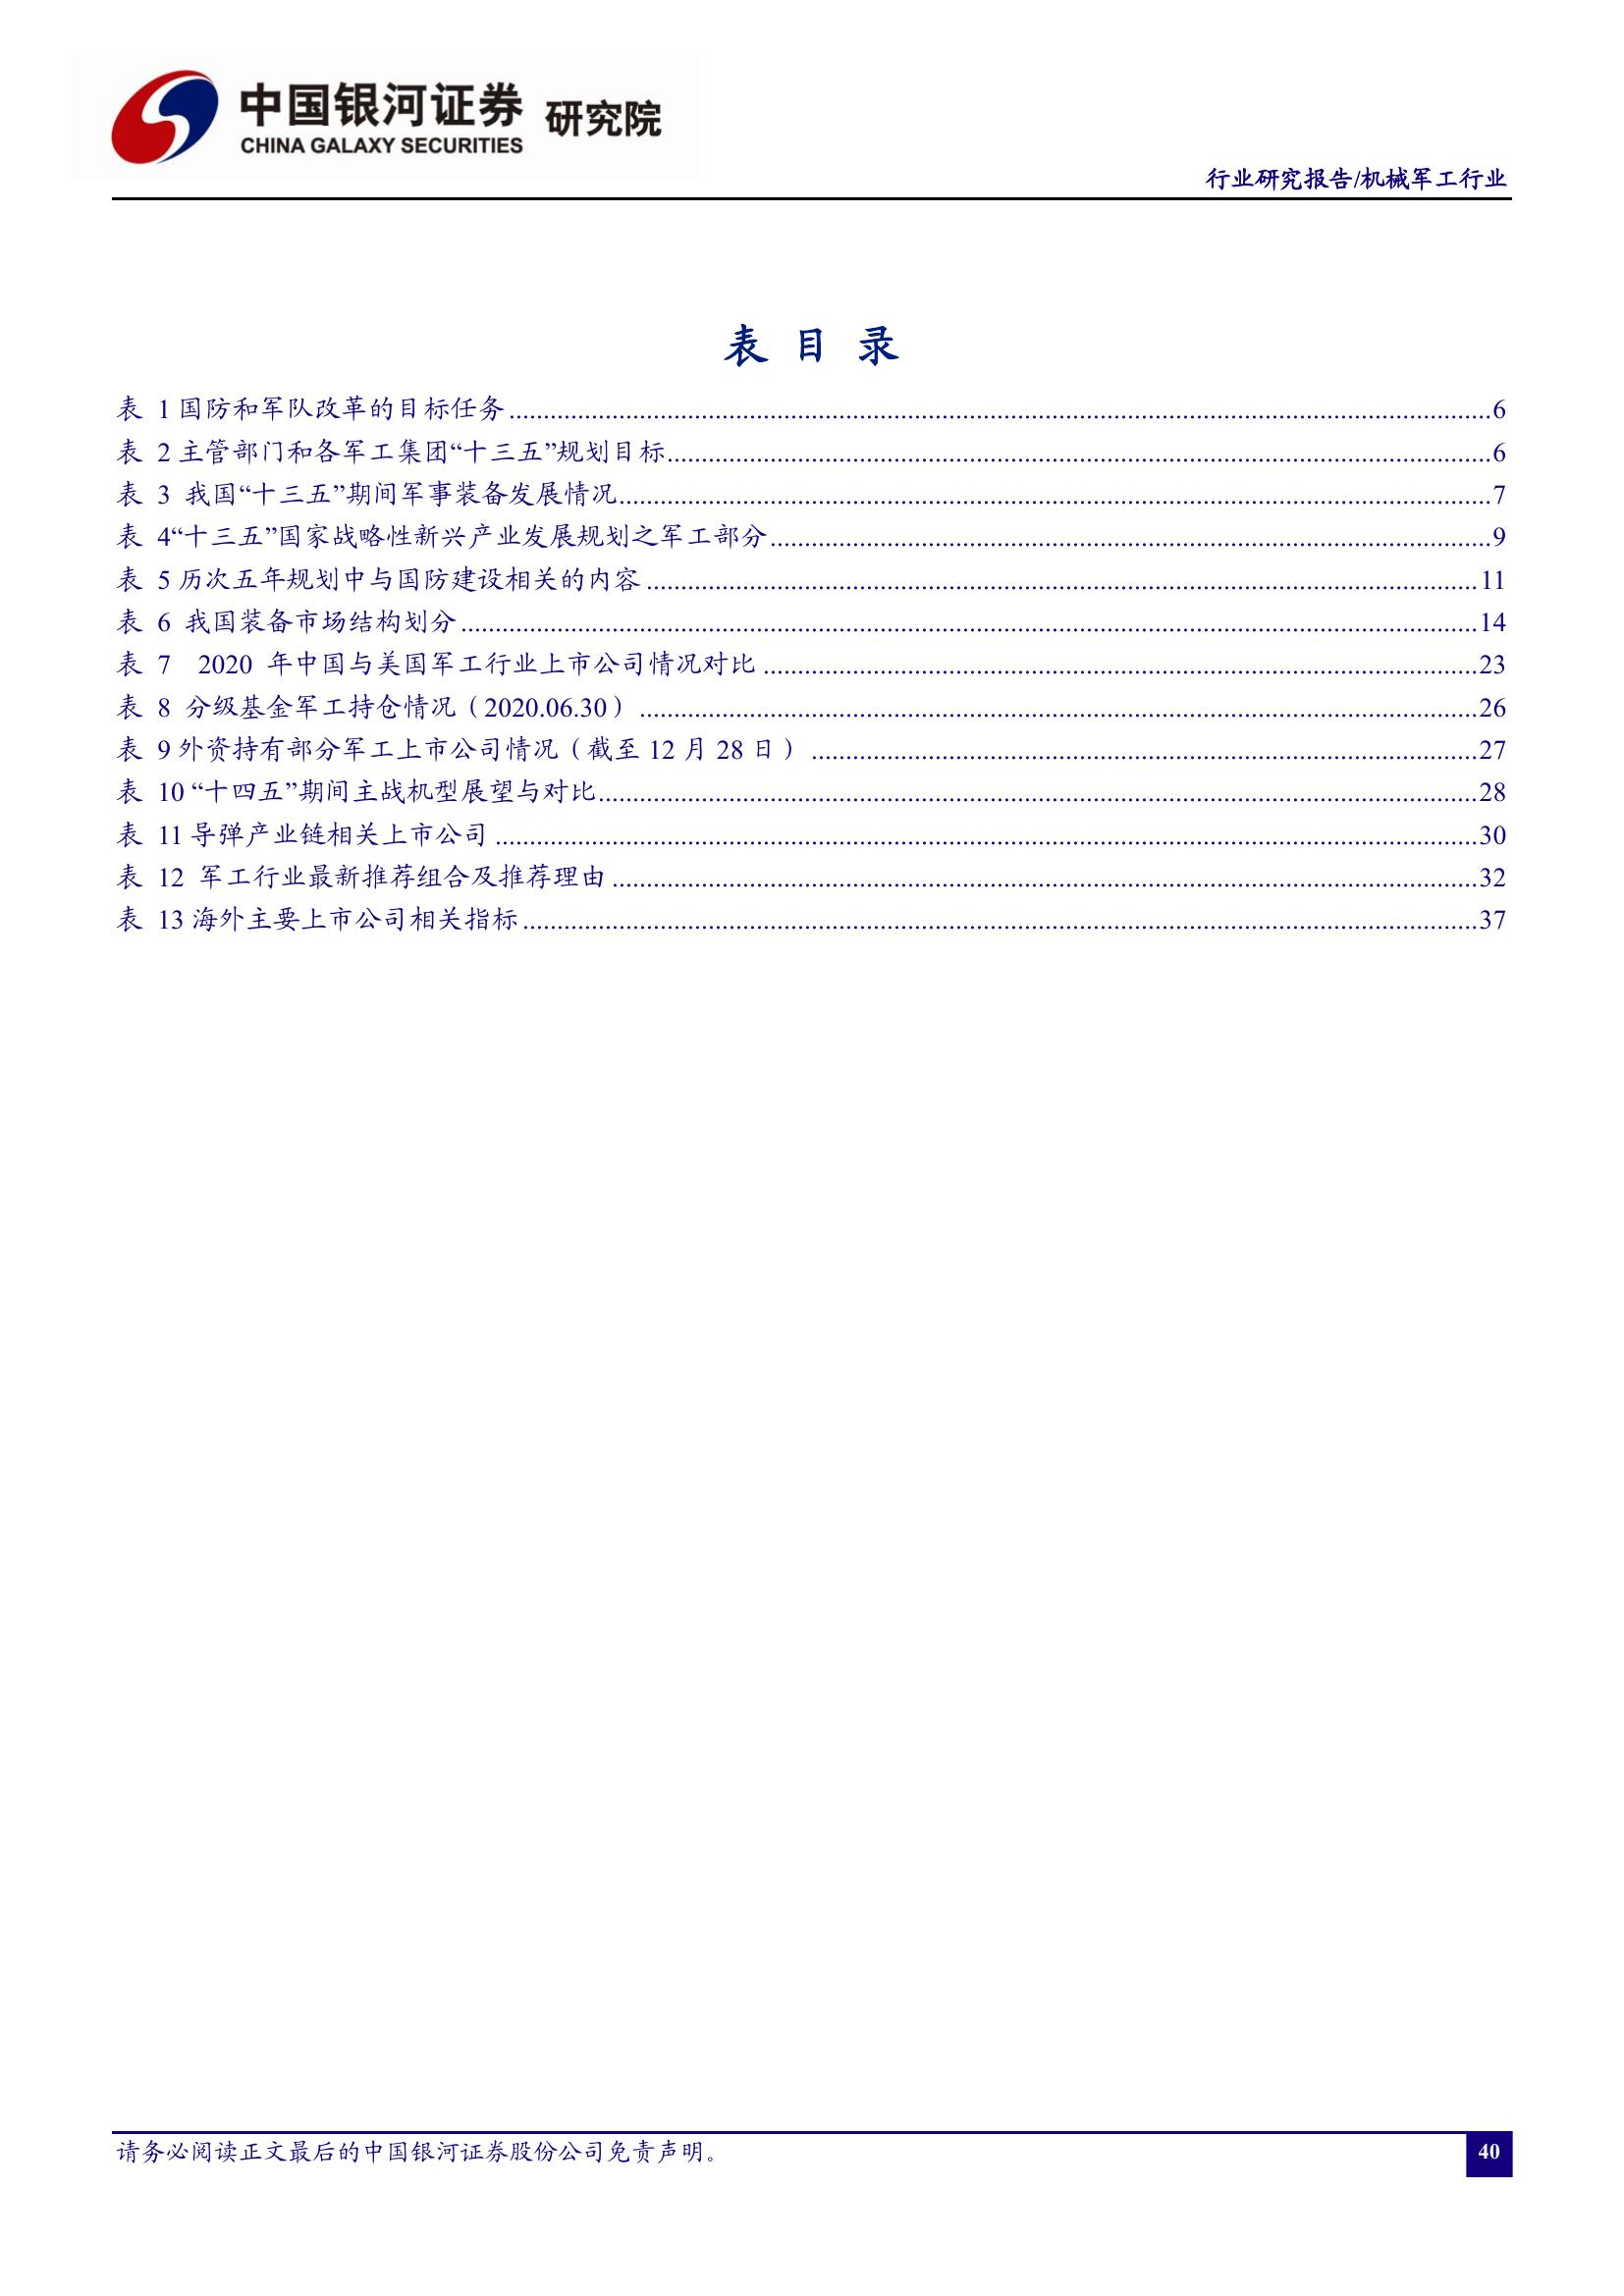 中国银河证券 研究院
CHINA GALAXY SECURITIES
行业研究报告/机械军工行业
表 目 录
表 1 国防和军队改革的目标任务 6
表 2 主管部门和各军工集团“十三五”规划目标 6
表 3 我国“十三五”期间军事装备发展情况 7
表 4“十三五”国家战略性新兴产业发展规划之军工部分 9
表 5 历次五年规划中与国防建设相关的内容 11
表 6 我国装备市场结构划分 14
表 7 2020 年中国与美国军工行业上市公司情况对比 23
表 8 分级基金军工持仓情况（2020.06.30） 26
表 9 外资持有部分军工上市公司情况（截至 12 月 28 日） 27
表 10 “十四五”期间主战机型展望与对比 28
表 11 导弹产业链相关上市公司 30
表 12 军工行业最新推荐组合及推荐理由 32
表 13 海外主要上市公司相关指标 37
请务必阅读正文最后的中国银河证券股份公司免责声明。
40